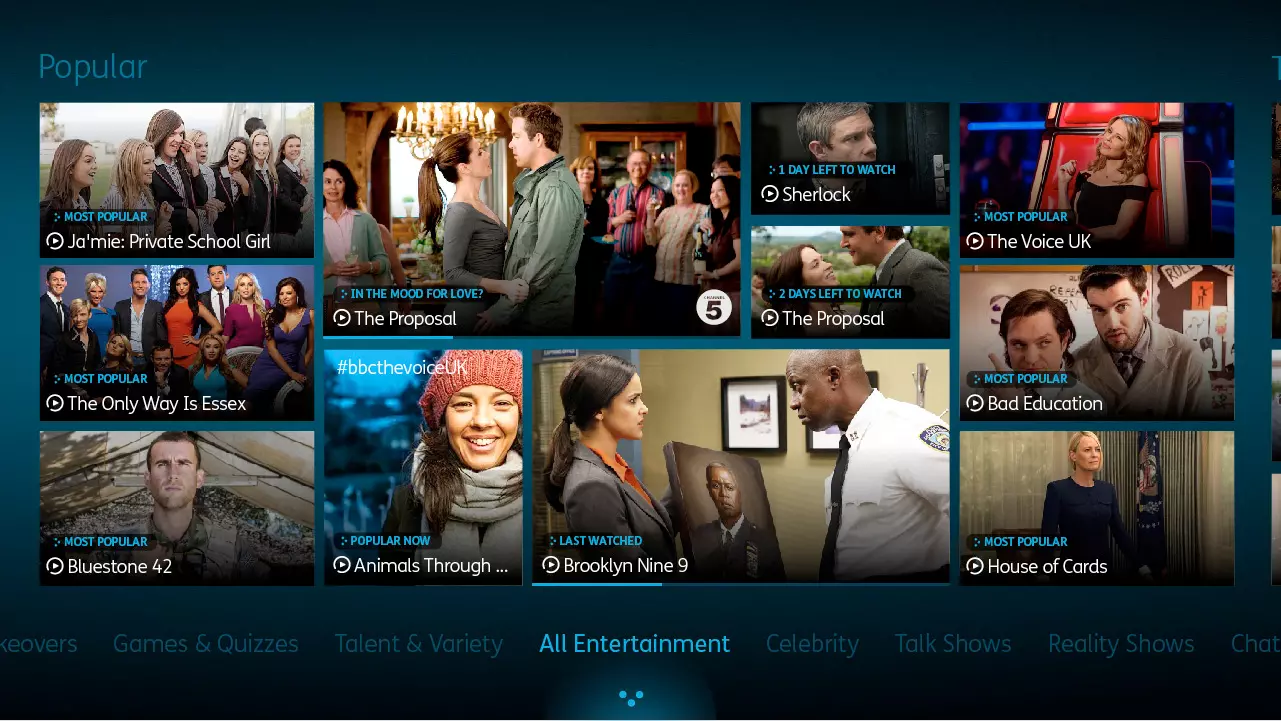 Popular
MOST POPULAR
Ja'mie: Private School Girl
MOST POPULAR
The Only Way Is Essex
MOST POPULAR
Bluestone 42
IN THE MOOD FOR LOVE?
The Proposal
CHANNEL
5
#bbcthevoiceUK
POPULAR NOW
Animals Through ...
1 DAY LEFT TO WATCH
Sherlock
2 DAYS LEFT TO WATCH
The Proposal
LAST WATCHED
Brooklyn Nine 9
MOST POPULAR
The Voice UK
MOST POPULAR
Bad Education
MOST POPULAR
House of Cards
keovers Games & Quizzes Talent & Variety All Entertainment Celebrity Talk Shows Reality Shows Chat